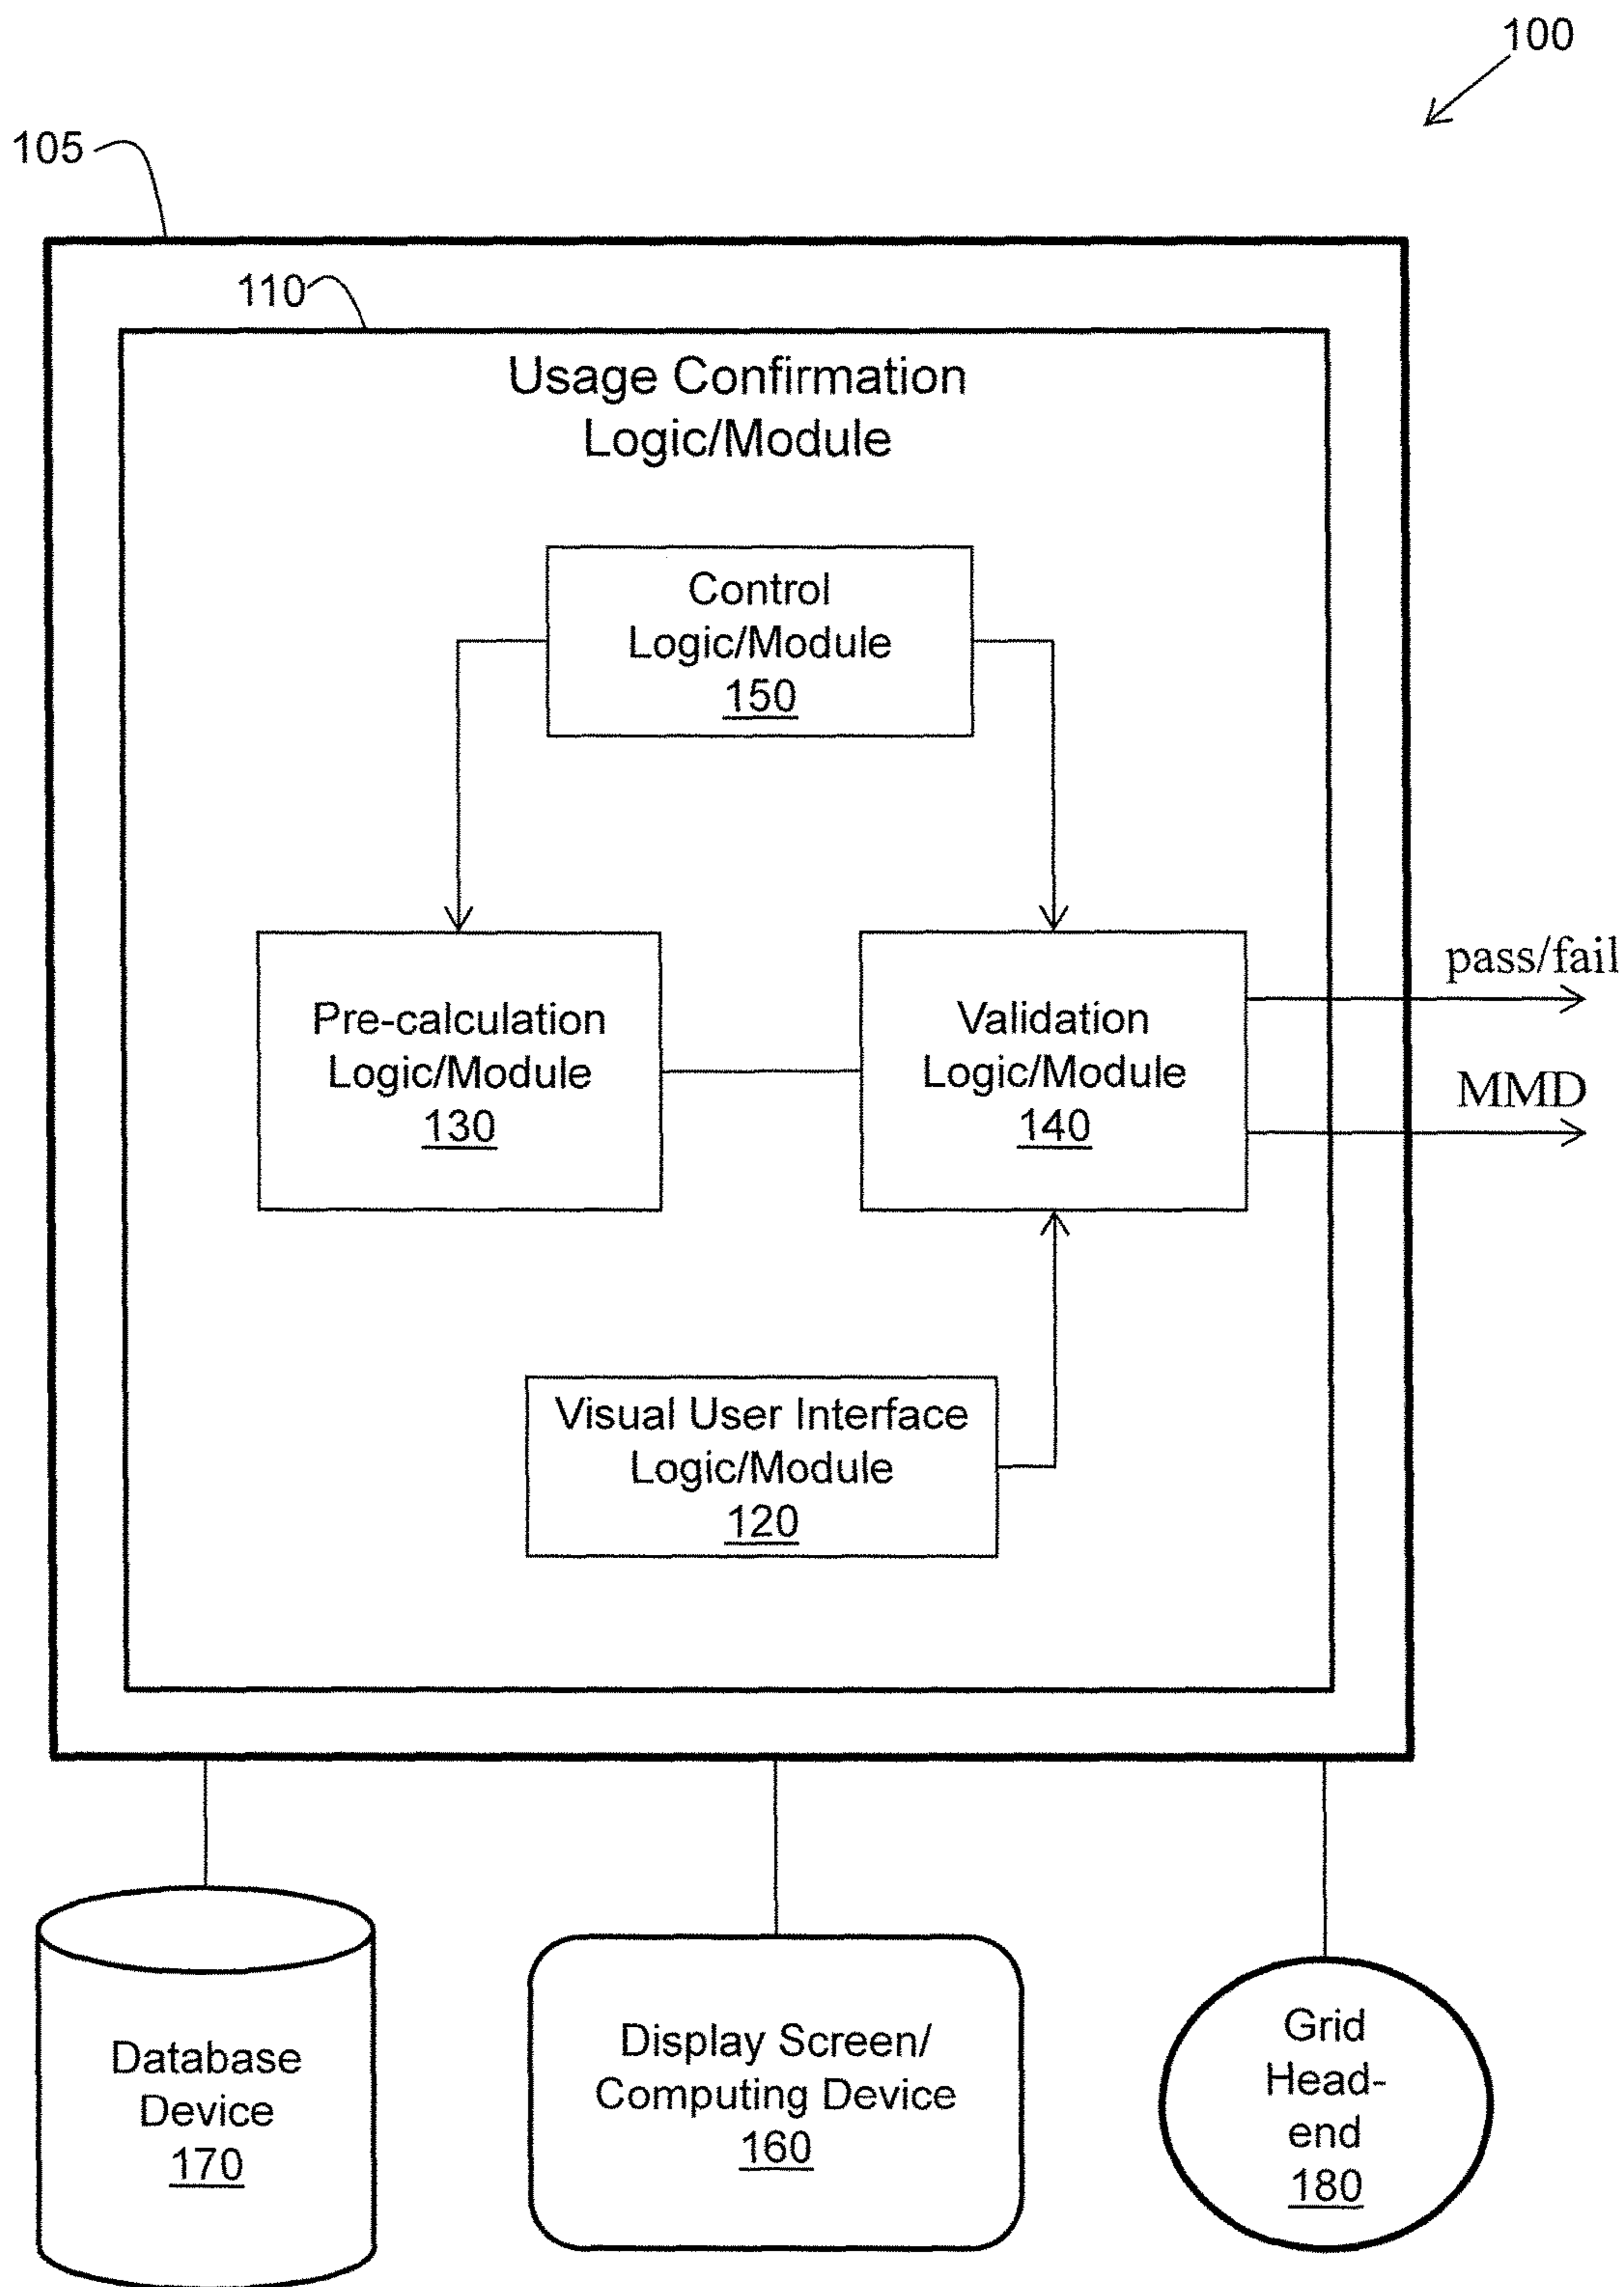 100
105
110
Usage Confirmation
Logic/Module
Control
Logic/Module
150
Pre-calculation
Logic/Module
130
Validation
Logic/Module
140
pass/fail
MMD
Visual User Interface
Logic/Module
120
Database
Device
170
Display Screen/
Computing Device
160
Grid
Head-
end
180